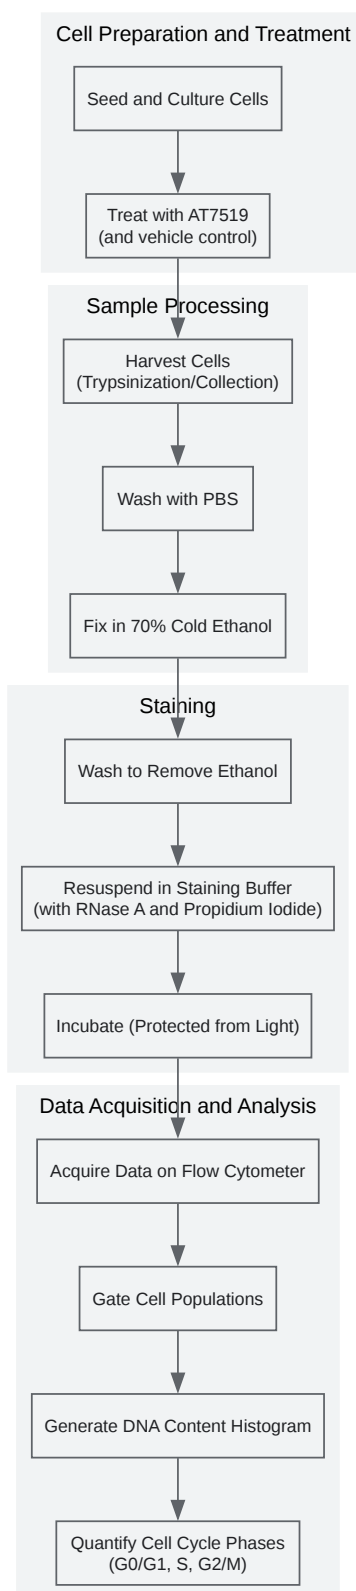 Cell Preparation and Treatment
Seed and Culture Cells
Treat with AT7519
(and vehicle control)
Sample Processing
Harvest Cells
(Trypsinization/Collection)
Wash with PBS
Fix in 70% Cold Ethanol
Staining
Wash to Remove Ethanol
Resuspend in Staining Buffer
(with RNase A and Propidium Iodide)
Incubate (Protected from Light)
Data Acquisition and Analysis
Acquire Data on Flow Cytometer
Gate Cell Populations
Generate DNA Content Histogram
Quantify Cell Cycle Phases
(G0/G1, S, G2/M)